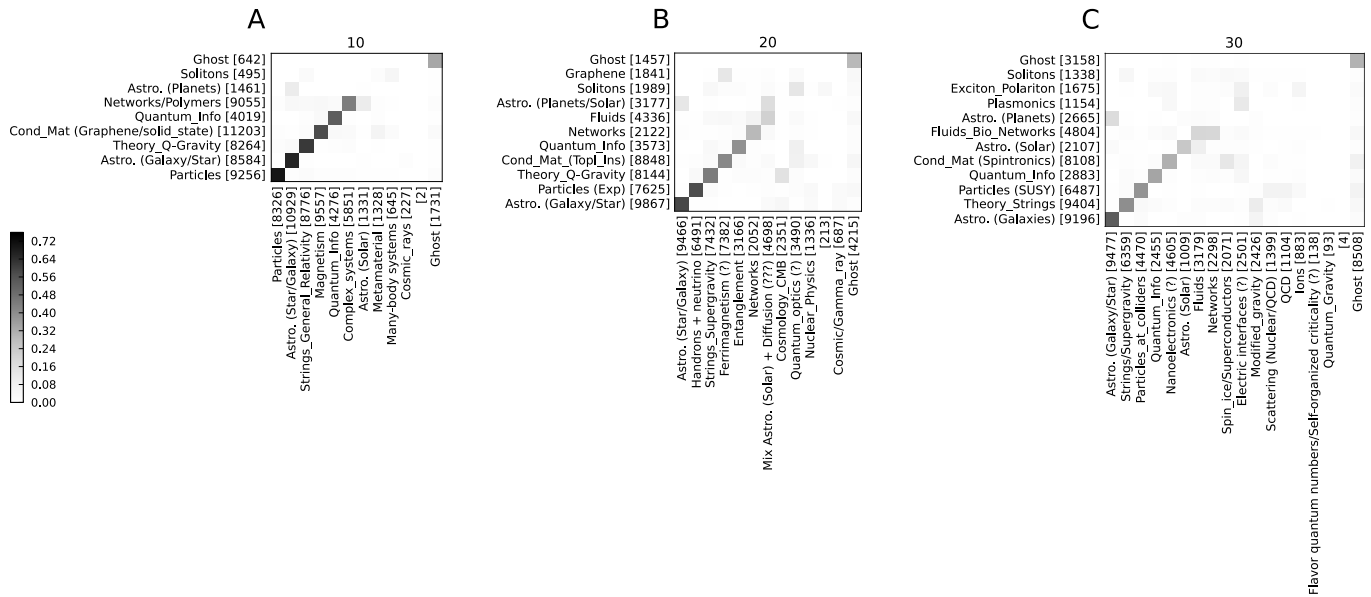 A
10
Ghost [642]
Solitons [495]
Astro. (Planets) [1461]
Networks/Polymers [9055]
Quantum_Info [4019]
Cond_Mat (Graphene/solid_state) [11203]
Theory_Q-Gravity [8264]
Astro. (Galaxy/Star) [8584]
Particles [9256]
Particles [8326]
Astro. (Star/Galaxy) [10929]
Strings_General_Relativity [8776]
Magnetism [9557]
Quantum_Info [4276]
Complex_systems [5851]
Astro. (Solar) [1331]
Metamaterial [1328]
Many-body systems [645]
Cosmic_rays [227]
[2]
Ghost [1731]
0.72
0.64
0.56
0.48
0.40
0.32
0.24
0.16
0.08
0.00
B
20
Ghost [1457]
Graphene [1841]
Solitons [1989]
Astro. (Planets/Solar) [3177]
Fluids [4336]
Networks [2122]
Quantum_Info [3573]
Cond_Mat_(Topl_Ins) [8848]
Theory_Q-Gravity [8144]
Particles (Exp) [7625]
Astro. (Galaxy/Star) [9867]
Astro. (Star/Galaxy) [9466]
Handrons + neutrino [6491]
Strings_Supergravity [7432]
Ferrimagnetism (?) [7382]
Entanglement [3166]
Networks [2052]
Mix Astro. (Solar) + Diffusion (???) [4698]
Cosmology_CMB [2351]
Quantum_optics (?) [3490]
Nuclear_Physics [1336]
[213]
Cosmic/Gamma_ray [687]
Ghost [4215]
C
30
Ghost [3158]
Solitons [1338]
Exciton_Polariton [1675]
Plasmonics [1154]
Astro. (Planets) [2665]
Fluids_Bio_Networks [4804]
Astro. (Solar) [2107]
Cond_Mat (Spintronics) [8108]
Quantum_Info [2883]
Particles (SUSY) [6487]
Theory_Strings [9404]
Astro. (Galaxies) [9196]
Astro. (Galaxy/Star) [9477]
Strings/Supergravity [6359]
Particles_at_colliders [4470]
Quantum_Info [2455]
Nanoelectronics (?) [4605]
Astro. (Solar) [1009]
Fluids [3179]
Networks [2298]
Spin_ice/Superconductors [2071]
Electric interfaces (?) [2501]
Modified_gravity [2426]
Scattering (Nuclear/QCD) [1399]
QCD [1104]
Ions [883]
Flavor quantum numbers/Self-organized criticality (?) [138]
Quantum_Gravity [93]
[4]
Ghost [8508]